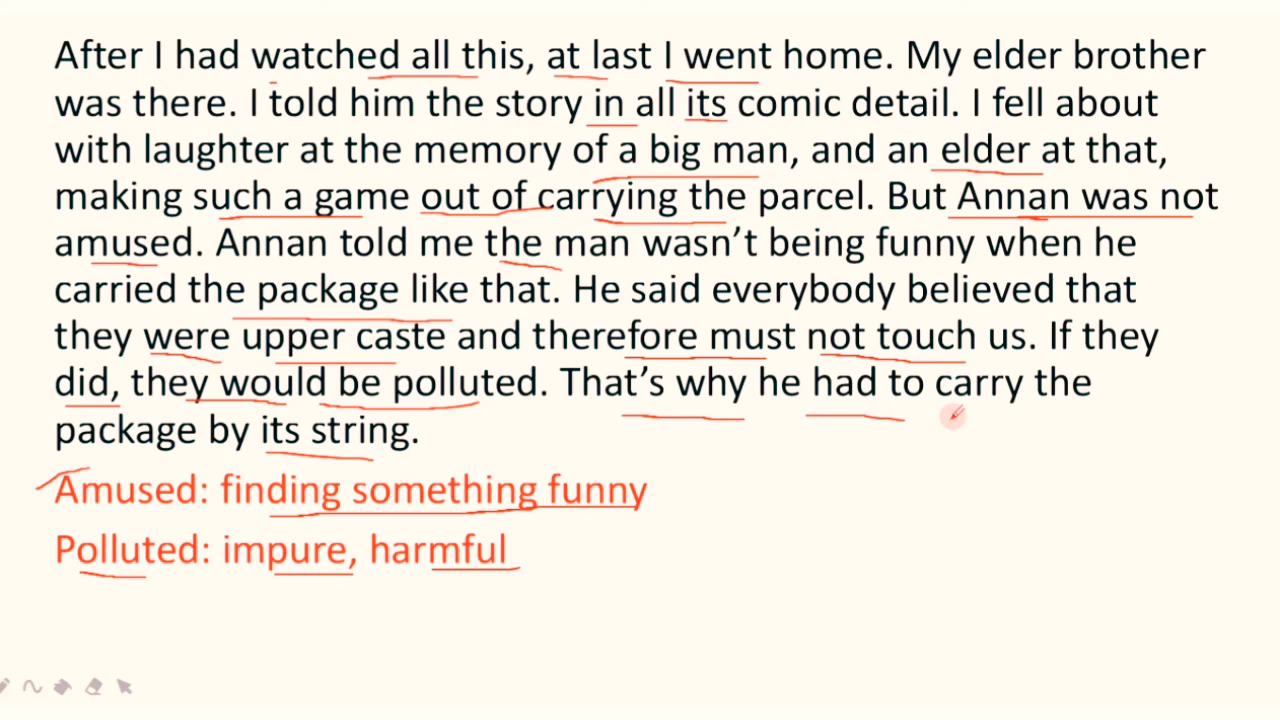 After I had watched all this, at last I went home. My elder brother
was there. I told him the story in all its comic detail. I fell about
with laughter at the memory of a big man, and an elder at that,
making such a game out of carrying the parcel. But Annan was not
amused. Annan told me the man wasn’t being funny when he
carried the package like that. He said everybody believed that
they were upper caste and therefore must not touch us. If they
did, they would be polluted. That’s why he had to carry the
package by its string.
Amused: finding something funny
Polluted: impure, harmful